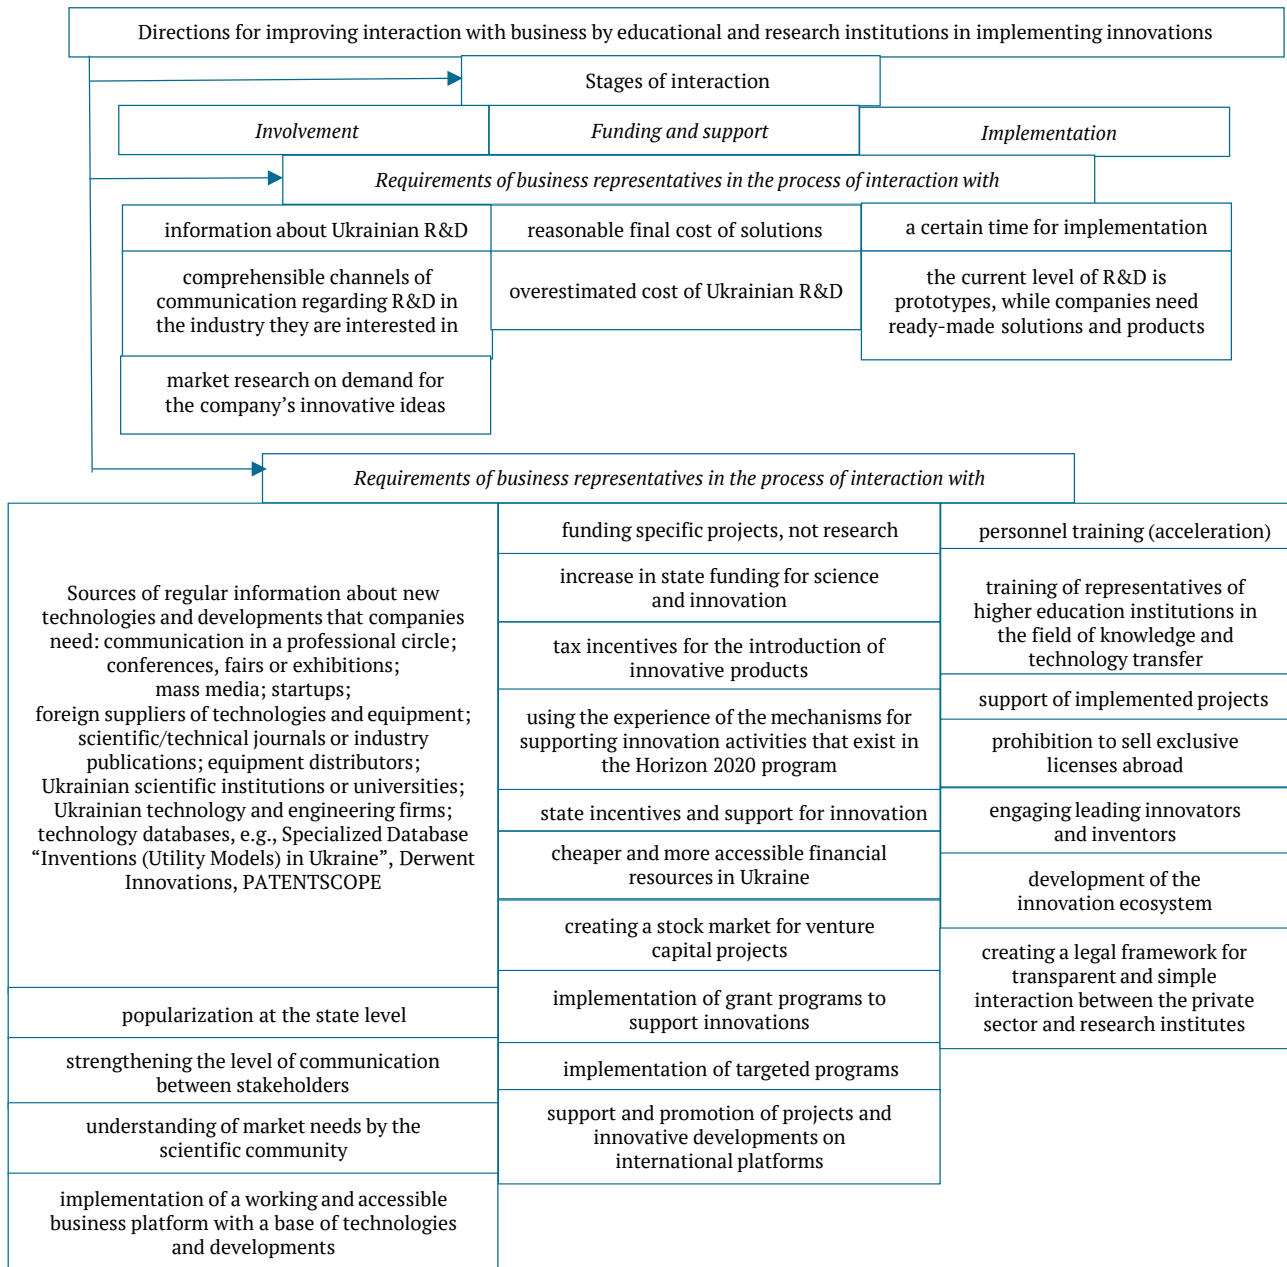 Directions for improving interaction with business by educational and research institutions in implementing innovations
Stages of interaction
Involvement
Funding and support
Implementation
Requirements of business representatives in the process of interaction with
information about Ukrainian R&D
comprehensible channels of
communication regarding R&D in
the industry they are interested in
market research on demand for
the company's innovative ideas
reasonable final cost of solutions
overestimated cost of Ukrainian R&D
a certain time for implementation
the current level of R&D is
prototypes, while companies need
ready-made solutions and products
Requirements of business representatives in the process of interaction with
Sources of regular information about new
technologies and developments that companies
need: communication in a professional circle;
conferences, fairs or exhibitions;
mass media; startups;
foreign suppliers of technologies and equipment;
scientific/technical journals or industry
publications; equipment distributors;
Ukrainian scientific institutions or universities;
Ukrainian technology and engineering firms;
technology databases, e.g., Specialized Database
“Inventions (Utility Models) in Ukraine”, Derwent
Innovations, PATENTSCOPE
popularization at the state level
strengthening the level of communication
between stakeholders
understanding of market needs by the
scientific community
implementation of a working and accessible
business platform with a base of technologies
and developments
funding specific projects, not research
increase in state funding for science
and innovation
tax incentives for the introduction of
innovative products
using the experience of the mechanisms for
supporting innovation activities that exist in
the Horizon 2020 program
state incentives and support for innovation
cheaper and more accessible financial
resources in Ukraine
creating a stock market for venture
capital projects
implementation of grant programs to
support innovations
implementation of targeted programs
support and promotion of projects and
innovative developments on
international platforms
personnel training (acceleration)
training of representatives of
higher education institutions in
the field of knowledge and
technology transfer
support of implemented projects
prohibition to sell exclusive
licenses abroad
engaging leading innovators
and inventors
development of the
innovation ecosystem
creating a legal framework for
transparent and simple
interaction between the private
sector and research institutes